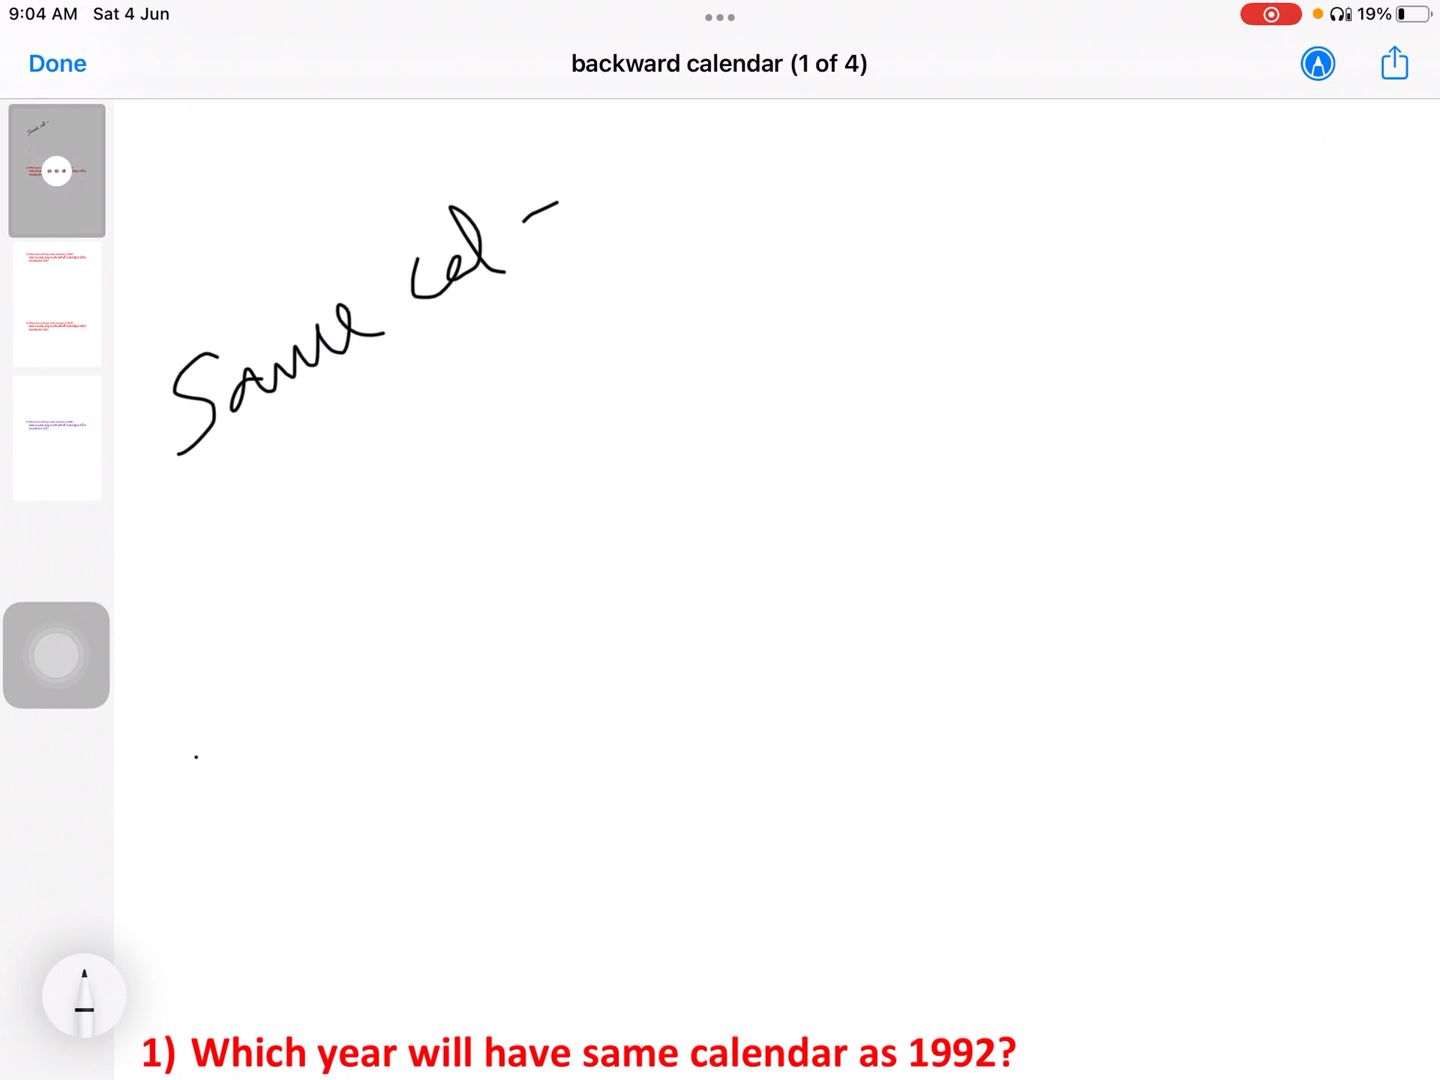 9:04 AM Sat 4 Jun
19%
Done
backward calendar (1 of 4)
Same cal -
1) Which year will have same calendar as 1992?